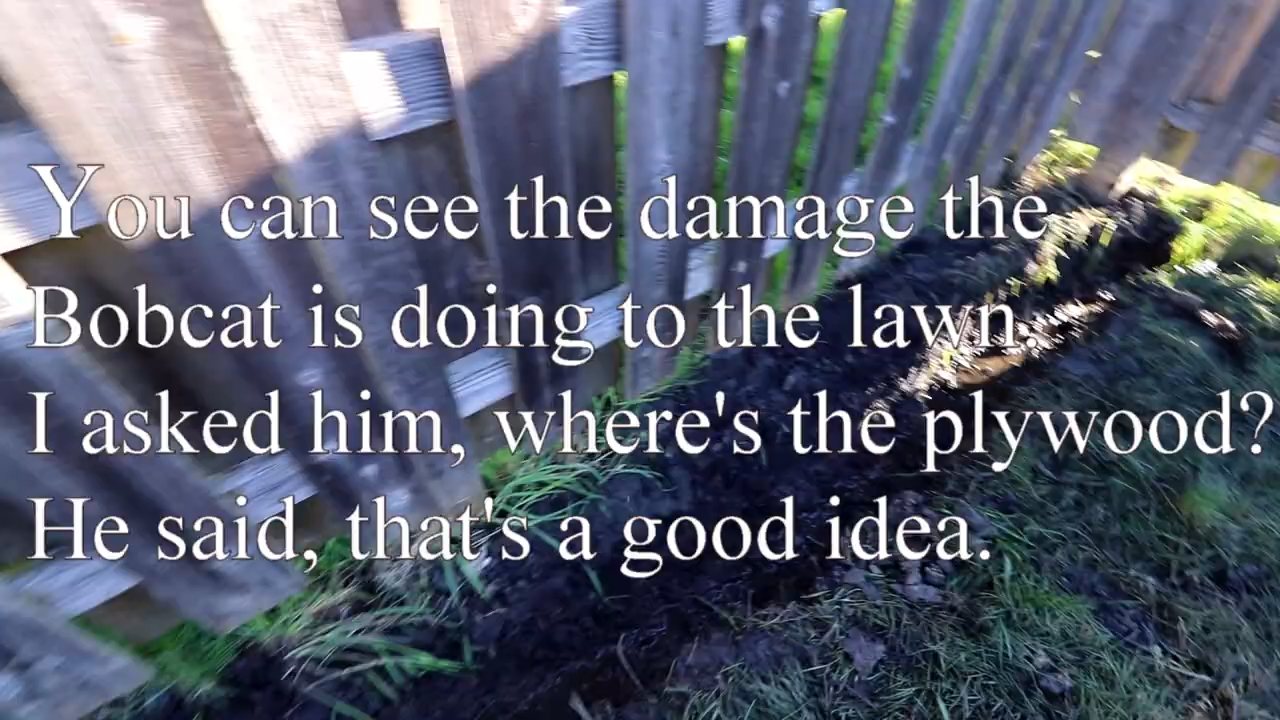 You can see the damage the
Bobcat is doing to the lawn.
I asked him, where's the plywood?
He said, that's a good idea.